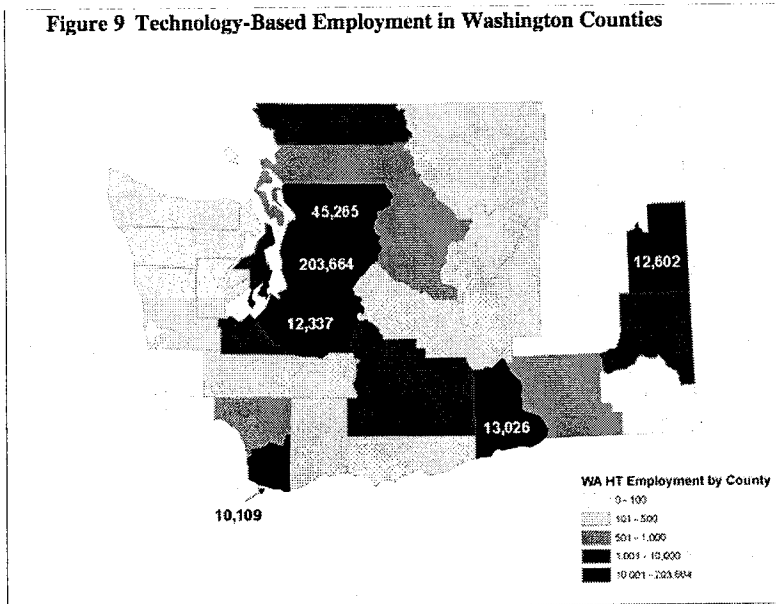 Figure 9 Technology-Based Employment in Washington Counties
45,265
203,664
12,602
12,337
13,026
10,109
WA HT Employment by County
0 - 100
101 - 500
501 - 1,000
1,001 - 10,000
10,001 - 203,664